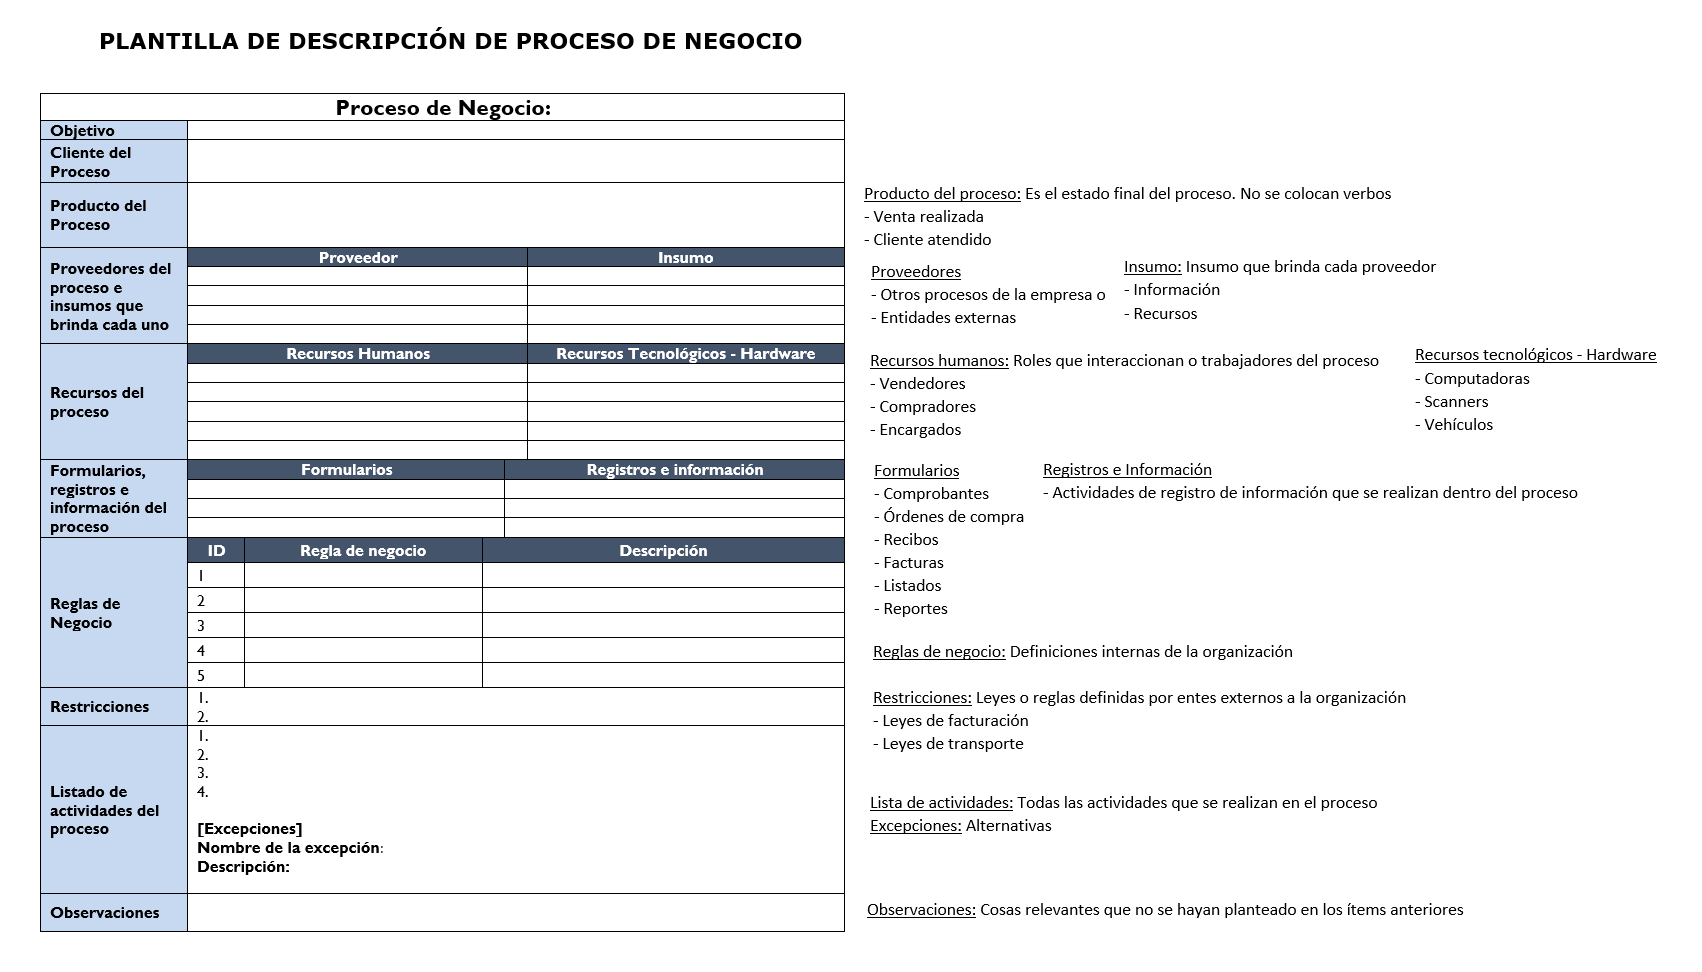 PLANTILLA DE DESCRIPCIÓN DE PROCESO DE NEGOCIO
Proceso de Negocio:
Objetivo
Cliente del
Proceso
Producto del
Proceso
Proveedores del
proceso e
insumos que
brinda cada uno
Proveedor
Insumo
Recursos del
proceso
Recursos Humanos
Recursos Tecnológicos - Hardware
Formularios,
registros e
información del
proceso
Formularios
Registros e información
Reglas de
Negocio
ID
Regla de negocio
Descripción
1
2
3
4
5
Restricciones
1.
2.
Listado de
actividades del
proceso
1.
2.
3.
4.
[Excepciones]
Nombre de la excepción:
Descripción:
Observaciones
Producto del proceso: Es el estado final del proceso. No se colocan verbos
- Venta realizada
- Cliente atendido
Proveedores
- Otros procesos de la empresa o
- Entidades externas
Insumo: Insumo que brinda cada proveedor
- Información
- Recursos
Recursos humanos: Roles que interaccionan o trabajadores del proceso
- Vendedores
- Compradores
- Encargados
Recursos tecnológicos - Hardware
- Computadoras
- Scanners
- Vehículos
Formularios
- Comprobantes
- Órdenes de compra
- Recibos
- Facturas
- Listados
- Reportes
Registros e Información
- Actividades de registro de información que se realizan dentro del proceso
Reglas de negocio: Definiciones internas de la organización
Restricciones: Leyes o reglas definidas por entes externos a la organización
- Leyes de facturación
- Leyes de transporte
Lista de actividades: Todas las actividades que se realizan en el proceso
Excepciones: Alternativas
Observaciones: Cosas relevantes que no se hayan planteado en los ítems anteriores